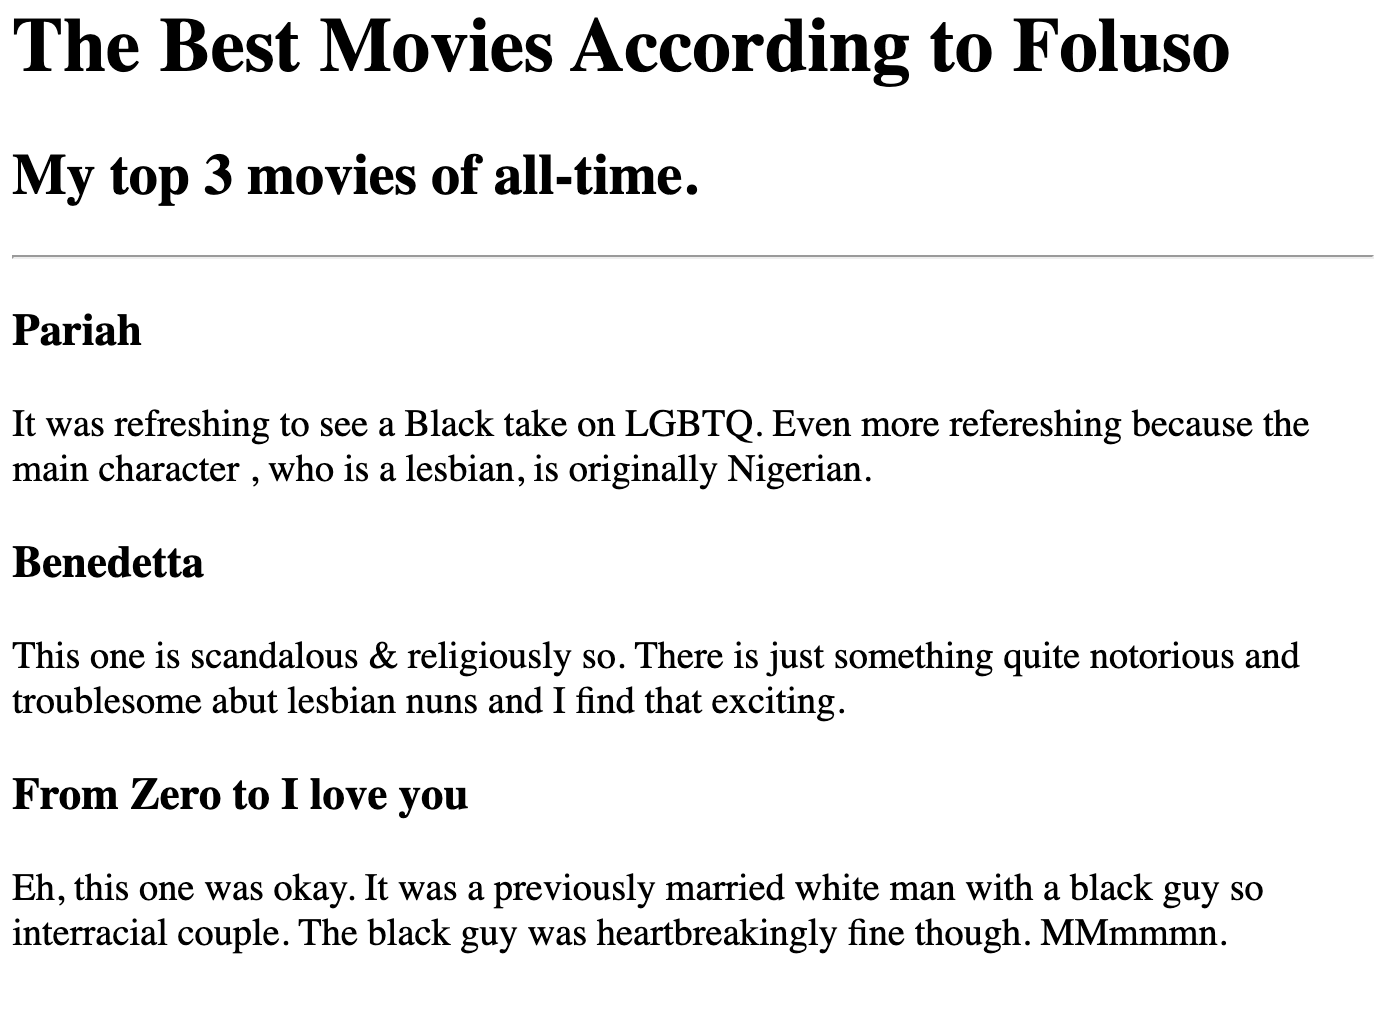 The Best Movies According to Foluso
My top 3 movies of all-time.
Pariah
It was refreshing to see a Black take on LGBTQ. Even more refereshing because the
main character , who is a lesbian, is originally Nigerian.
Benedetta
This one is scandalous & religiously so. There is just something quite notorious and
troublesome abut lesbian nuns and I find that exciting.
From Zero to I love you
Eh, this one was okay. It was a previously married white man with a black guy so
interracial couple. The black guy was heartbreakingly fine though. MMmmmn.